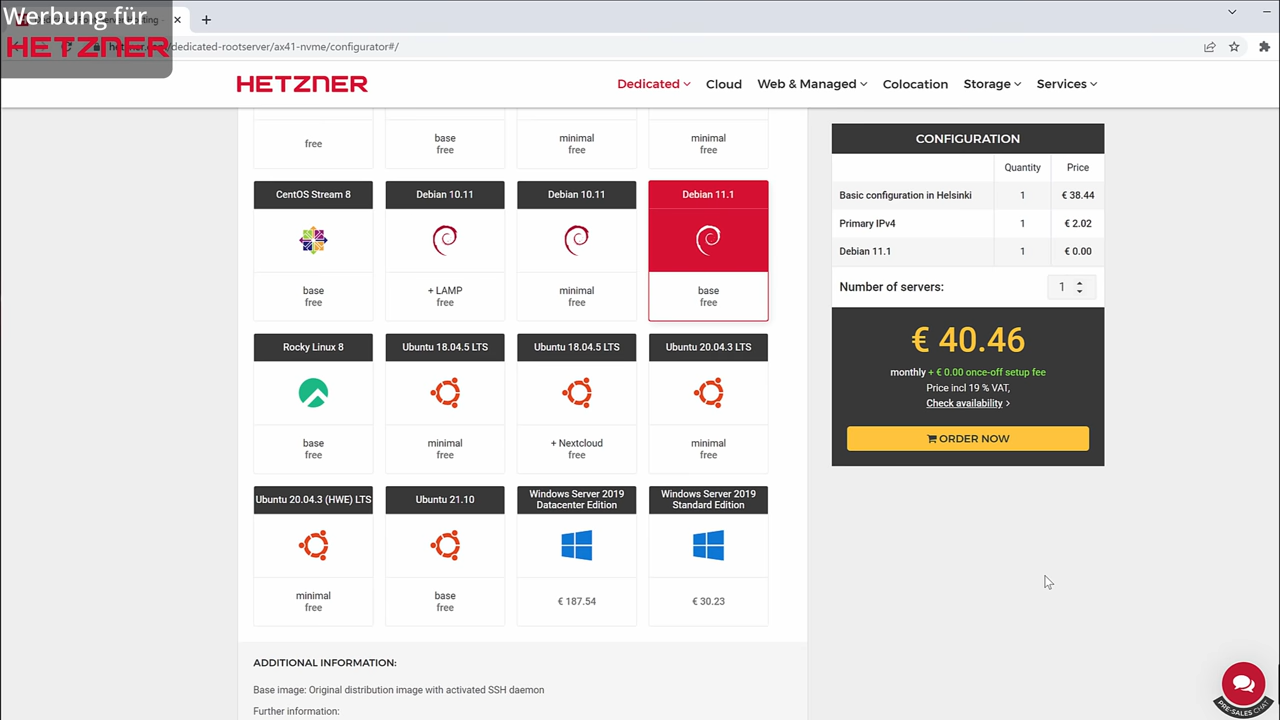 Werbung für
HETZNER
/dedicated-rootserver/ax41-nvme/configurator#/
HETZNER
Dedicated
Cloud
Web & Managed
Colocation
Storage
Services
free
base
free
minimal
free
minimal
free
CentOS Stream 8
Debian 10.11
Debian 10.11
Debian 11.1
base
free
+ LAMP
free
minimal
free
base
free
Rocky Linux 8
Ubuntu 18.04.5 LTS
Ubuntu 18.04.5 LTS
Ubuntu 20.04.3 LTS
base
free
minimal
free
+ Nextcloud
free
minimal
free
Ubuntu 20.04.3 (HWE) LTS
Ubuntu 21.10
Windows Server 2019
Datacenter Edition
Windows Server 2019
Standard Edition
minimal
free
base
free
€ 187.54
€ 30.23
ADDITIONAL INFORMATION:
Base image: Original distribution image with activated SSH daemon
Further information:
CONFIGURATION
Quantity Price
Basic configuration in Helsinki 1 € 38.44
Primary IPv4 1 € 2.02
Debian 11.1 1 € 0.00
Number of servers: 1
€ 40.46
monthly + € 0.00 once-off setup fee
Price incl 19 % VAT,
Check availability >
ORDER NOW
PRE-SALES CHAT